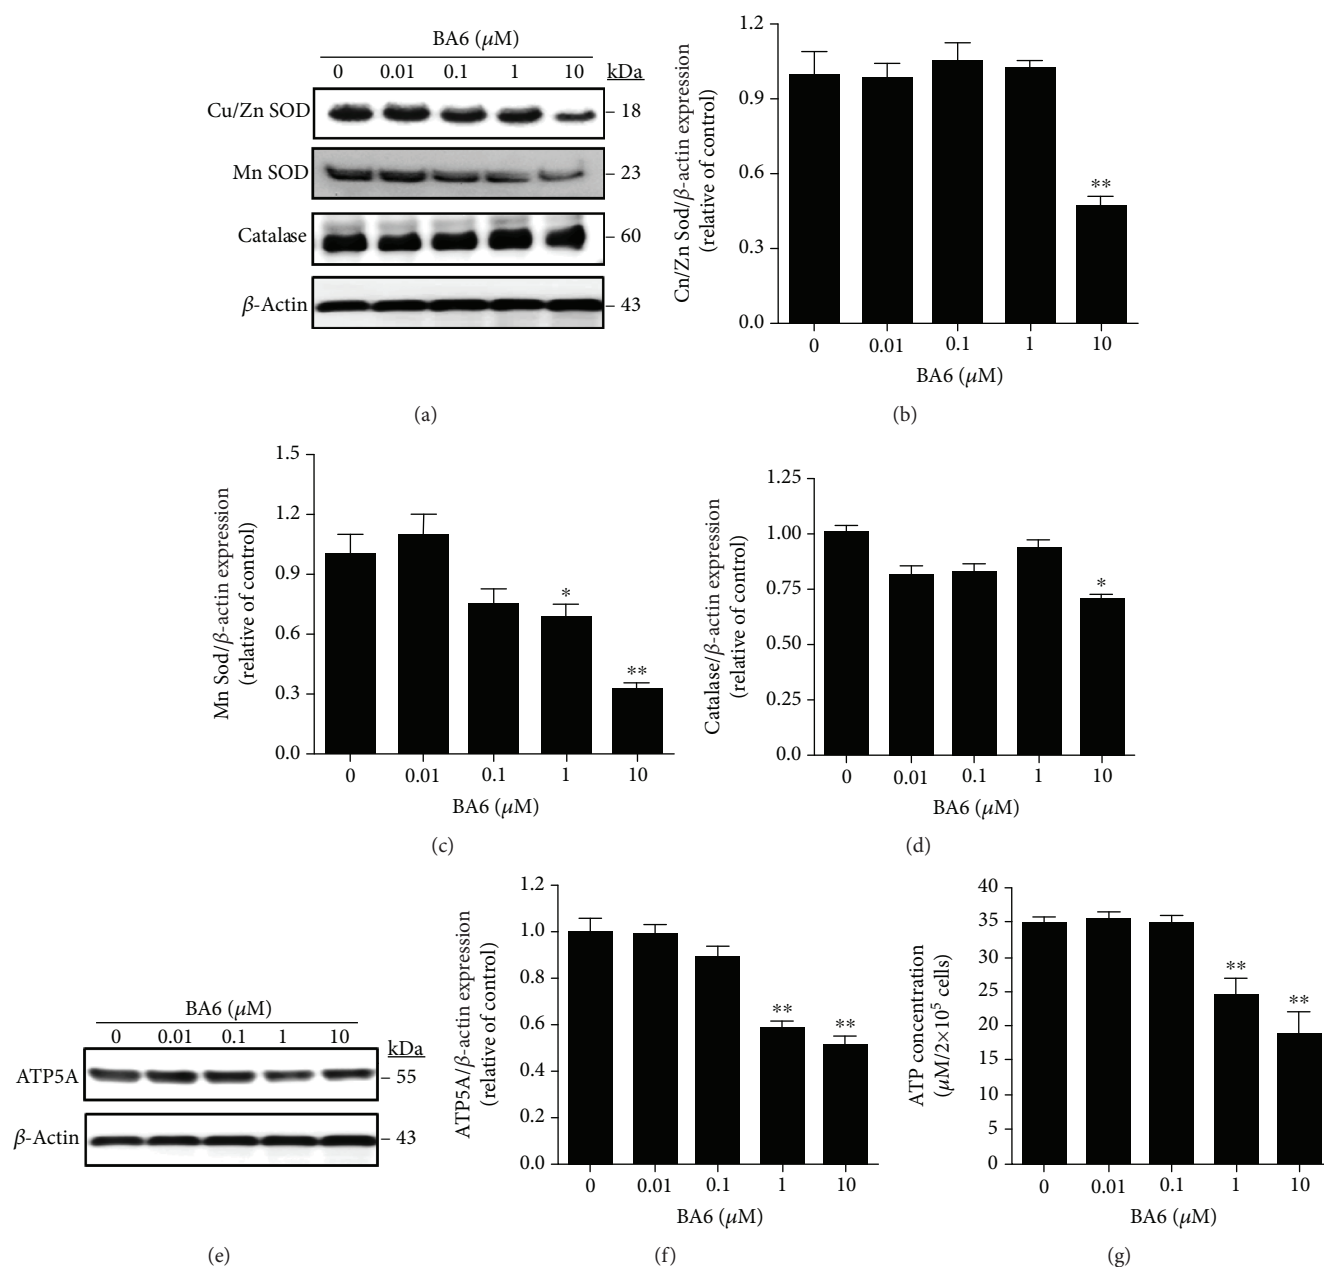 BA6 (μM)
0 0.01 0.1 1 10 kDa
Cu/Zn SOD – 18
Mn SOD – 23
Catalase – 60
β-Actin – 43
(a)
Cn/Zn Sod/β-actin expression
(relative of control)
1.2
0.9
0.6
0.3
0.0
**
0 0.01 0.1 1 10
BA6 (μM)
(b)
Mn Sod/β-actin expression
(relative of control)
1.5
1.2
0.9
0.6
0.3
0.0
*
**
0 0.01 0.1 1 10
BA6 (μM)
(c)
Catalase/β-actin expression
(relative of control)
1.25
1.00
0.75
0.50
0.25
0.0
*
0 0.01 0.1 1 10
BA6 (μM)
(d)
BA6 (μM)
0 0.01 0.1 1 10 kDa
ATP5A – 55
β-Actin – 43
(e)
ATP5A/β-actin expression
(relative of control)
1.2
1.0
0.8
0.6
0.4
0.2
0.0
**
**
0 0.01 0.1 1 10
BA6 (μM)
(f)
ATP concentration
(μM/2×10⁵ cells)
40
35
30
25
20
15
10
5
0
**
**
0 0.01 0.1 1 10
BA6 (μM)
(g)